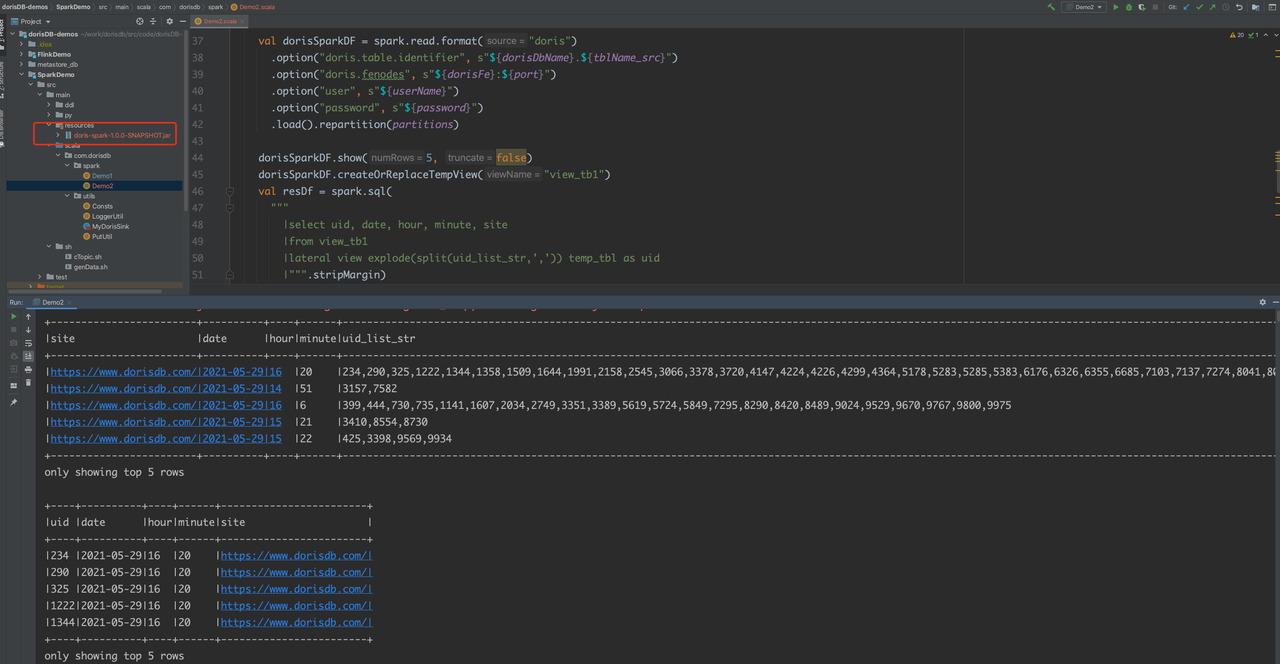 dorisDB-demos › SparkDemo › src › main › scala › com › dorisdb › spark › Demo2.scala
Demo2
Git:
Project
Demo2.scala
dorisDB-demos ~/work/dorisdb/src/code/dorisDB-
.idea
FlinkDemo
metastore_db
SparkDemo
src
main
ddl
py
resources
doris-spark-1.0.0-SNAPSHOT.jar
scala
com.dorisdb
spark
Demo1
Demo2
utils
Consts
LoggerUtil
MyDorisSink
PutUtil
sh
cTopic.sh
genData.sh
test
target
20 1
37 val dorisSparkDF = spark.read.format( source = "doris")
38 .option("doris.table.identifier", s"${dorisDbName}.${tblName_src}")
39 .option("doris.fenodes", s"${dorisFe}:${port}")
40 .option("user", s"${userName}")
41 .option("password", s"${password}")
42 .load().repartition(partitions)
43
44 dorisSparkDF.show( numRows = 5, truncate = false)
45 dorisSparkDF.createOrReplaceTempView( viewName = "view_tb1")
46 val resDf = spark.sql(
47 """
48 |select uid, date, hour, minute, site
49 |from view_tb1
50 |lateral view explode(split(uid_list_str,',')) temp_tbl as uid
51 |""".stripMargin)
Run: Demo2
|site |date |hour|minute|uid_list_str
|https://www.dorisdb.com/|2021-05-29|16 |20 |234,290,325,1222,1344,1358,1509,1644,1991,2158,2545,3066,3378,3720,4147,4224,4226,4299,4364,5178,5283,5285,5383,6176,6326,6355,6685,7103,7137,7274,8041,80
|https://www.dorisdb.com/|2021-05-29|14 |51 |3157,7582
|https://www.dorisdb.com/|2021-05-29|16 |6 |399,444,730,735,1141,1607,2034,2749,3351,3389,5619,5724,5849,7295,8290,8420,8489,9024,9529,9670,9767,9800,9975
|https://www.dorisdb.com/|2021-05-29|15 |21 |3410,8554,8730
|https://www.dorisdb.com/|2021-05-29|15 |22 |425,3398,9569,9934
only showing top 5 rows
|uid |date |hour|minute|site |
|234 |2021-05-29|16 |20 |https://www.dorisdb.com/|
|290 |2021-05-29|16 |20 |https://www.dorisdb.com/|
|325 |2021-05-29|16 |20 |https://www.dorisdb.com/|
|1222|2021-05-29|16 |20 |https://www.dorisdb.com/|
|1344|2021-05-29|16 |20 |https://www.dorisdb.com/|
only showing top 5 rows